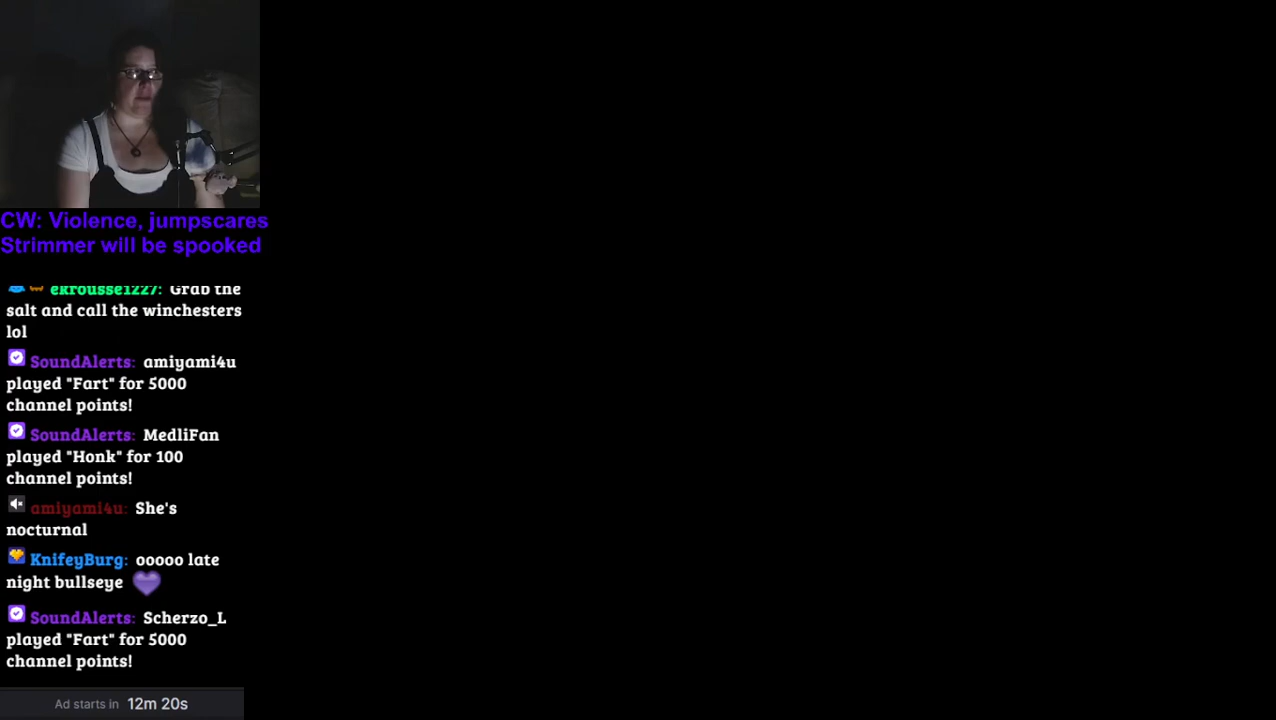 CW: Violence, jumpscares
Strimmer will be spooked
ekrousse1227: Grab the
salt and call the winchesters
lol
SoundAlerts: amiyami4u
played "Fart" for 5000
channel points!
SoundAlerts: MedliFan
played "Honk" for 100
channel points!
amiyami4u: She's
nocturnal
KnifeyBurg: ooooo late
night bullseye
SoundAlerts: Scherzo_L
played "Fart" for 5000
channel points!
Ad starts in 12m 20s